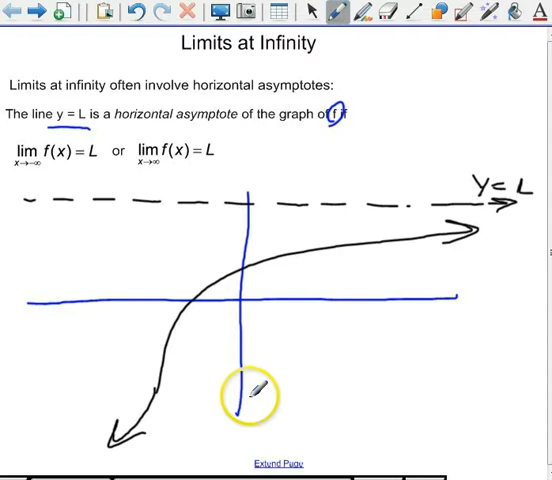 Limits at Infinity
Limits at infinity often involve horizontal asymptotes:
The line y = L is a horizontal asymptote of the graph of f if
lim f(x) = L or lim f(x) = L
x→-∞ x→∞
y = L
Extend Page